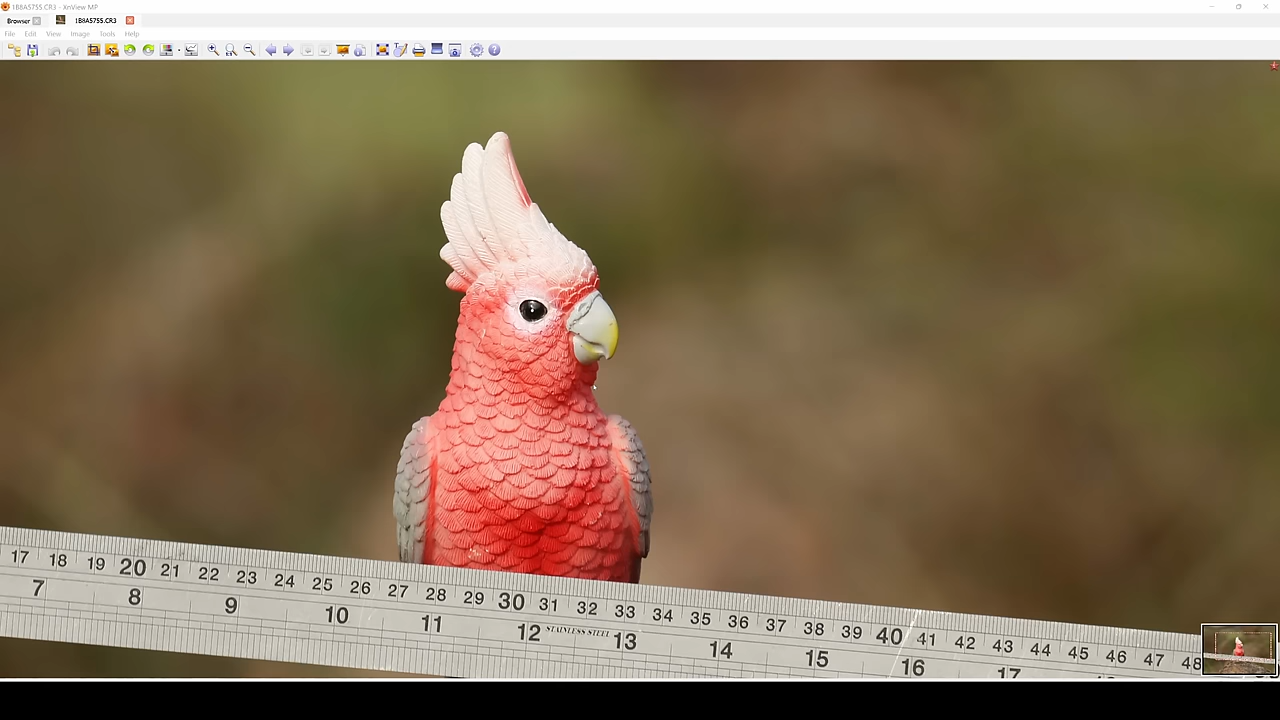 1B8A5755.CR3 - XnView MP
Browser 1B8A5755.CR3
File Edit View Image Tools Help
17 18 19 20 21 22 23 24 25 26 27 28 29 30 31 32 33 34 35 36 37 38 39 40 41 42 43 44 45 46 47 48
7 8 9 10 11 12 13 14 15 16 17
STAINLESS STEEL